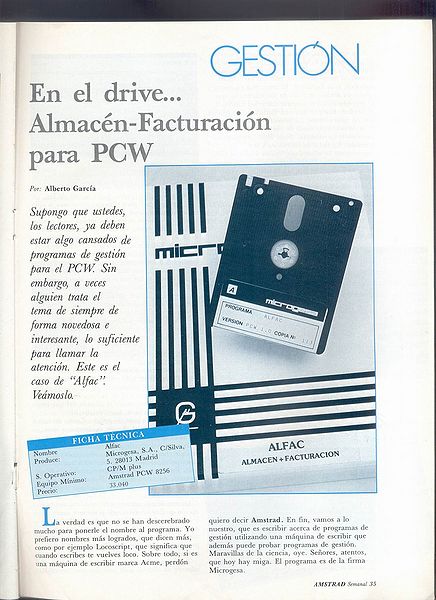 GESTIÓN
En el drive...
Almacén-Facturación
para PCW
Por: Alberto García
Supongo que ustedes,
los lectores, ya deben
estar algo cansados de
programas de gestión
para el PCW. Sin
embargo, a veces
alguien trata el
tema de siempre de
forma novedosa e
interesante, lo suficiente
para llamar la
atención. Este es el
caso de “Alfac”.
Veámoslo.
micro
A
microgesa
PROGRAMA ALFAC
VERSIÓN PCW 1.0 COPIA Nº
ALFAC
ALMACEN + FACTURACION
FICHA TÉCNICA
Nombre Alfac
Produce: Microgesa, S.A., C/Silva,
5. 28013 Madrid
S. Operativo: CP/M plus
Equipo Mínimo: Amstrad PCW 8256
Precio: 33.040
La verdad es que no se han descerebrado
mucho para ponerle el nombre al programa. Yo
prefiero nombres más logrados, que dicen más,
como por ejemplo Locoscript, que significa que
cuando escribes te vuelves loco. Sobre todo, si es
una máquina de escribir marca Acme, perdón
quiero decir Amstrad. En fin, vamos a lo
nuestro, que es escribir acerca de programas de
gestión utilizando una máquina de escribir que
además puede probar programas de gestión.
Maravillas de la ciencia, oye. Señores, atentos,
que hoy hay miga. El programa es de la firma
Microgesa.
AMSTRAD Semanal 35